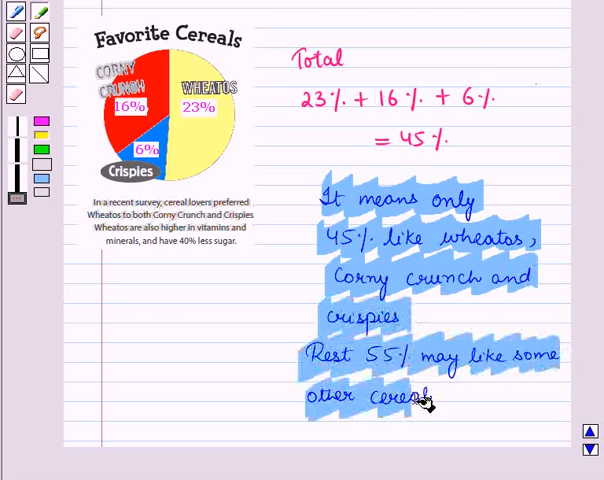 Favorite Cereals
CORNY
CRUNCH
16%
WHEATOS
23%
6%
Crispies
In a recent survey, cereal lovers preferred
Wheatos to both Corny Crunch and Crispies
Wheatos are also higher in vitamins and
minerals, and have 40% less sugar.
Total
23% + 16% + 6%
= 45%
It means only
45% like wheatos,
Corny crunch and
crispies
Rest 55% may like some
other cereal